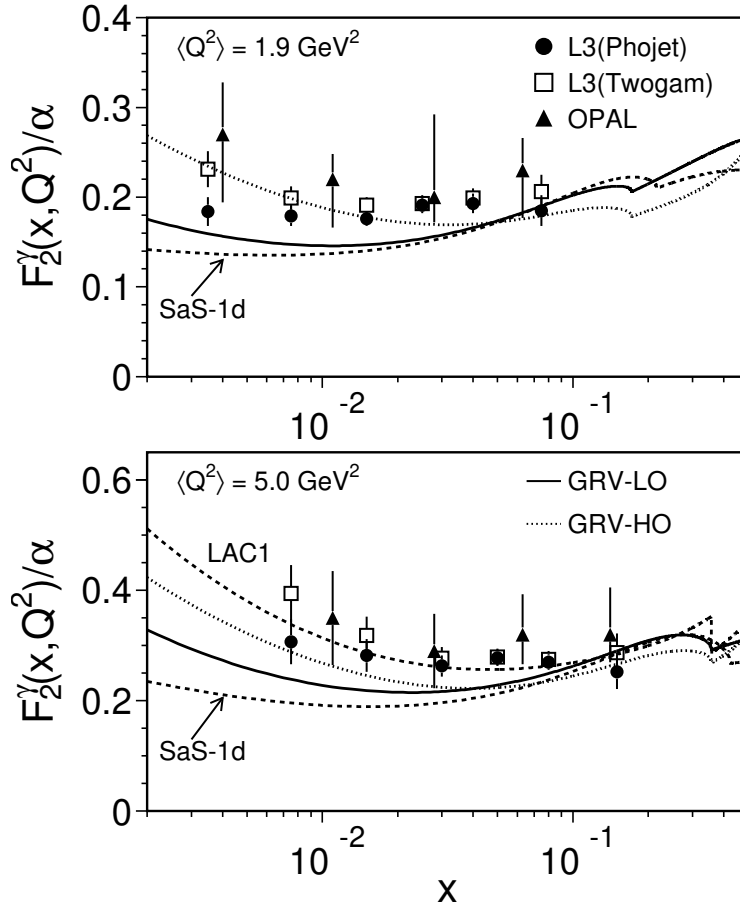 0.4
⟨Q²⟩ = 1.9 GeV²
L3(Phojet)
L3(Twogam)
OPAL
0.3
0.2
0.1
0
F₂^γ(x,Q²)/α
SaS-1d
10⁻²
10⁻¹
0.6
⟨Q²⟩ = 5.0 GeV²
GRV-LO
GRV-HO
LAC1
0.4
0.2
0
F₂^γ(x,Q²)/α
SaS-1d
10⁻²
10⁻¹
x